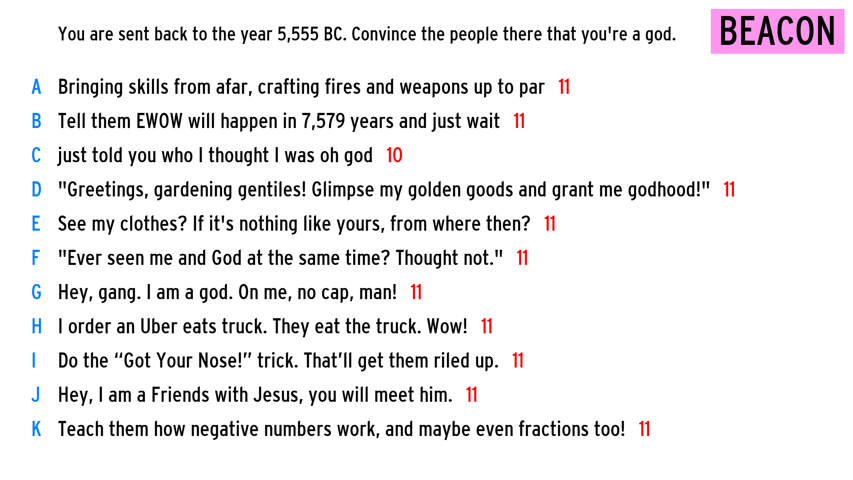 You are sent back to the year 5,555 BC. Convince the people there that you're a god.
BEACON
A Bringing skills from afar, crafting fires and weapons up to par 11
B Tell them EWOW will happen in 7,579 years and just wait 11
C just told you who I thought I was oh god 10
D "Greetings, gardening gentiles! Glimpse my golden goods and grant me godhood!" 11
E See my clothes? If it's nothing like yours, from where then? 11
F "Ever seen me and God at the same time? Thought not." 11
G Hey, gang. I am a god. On me, no cap, man! 11
H I order an Uber eats truck. They eat the truck. Wow! 11
I Do the “Got Your Nose!” trick. That’ll get them riled up. 11
J Hey, I am a Friends with Jesus, you will meet him. 11
K Teach them how negative numbers work, and maybe even fractions too! 11